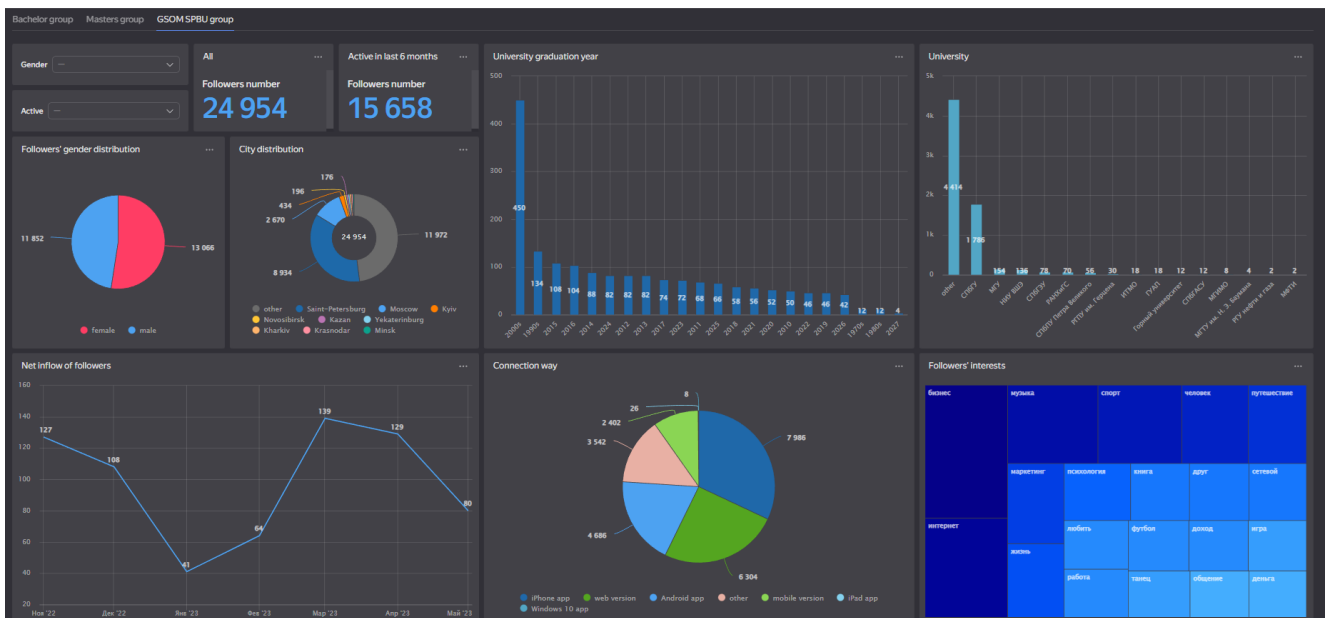 Bachelor group Masters group GSOM SPBU group
Gender —
Active —
All ...
Followers number
24 954
Active in last 6 months ...
Followers number
15 658
University graduation year ...
500
400
300
200
100
0
450 134 108 104 88 82 82 82 74 72 68 66 58 56 52 50 46 46 42 12 12 4
2000s 1990s 2015 2016 2014 2024 2012 2015 2017 2023 2011 2025 2018 2021 2020 2010 2022 2019 2026 1970s 1980s 2027
University ...
5k
4k
3k
2k
1k
0
4 414 1 786 154 136 78 70 56 30 18 18 12 12 8 4 2 2
other СПбГУ МГУ НИУ ВШЭ СПбГЭУ РАНХиГС СПбПУ Петра Великого РГПУ им. Герцена ИТМО ГУАП Горный университет СПбГАСУ МГИМО МГТУ им. Н. Э. Баумана РГУ нефти и газа МФТИ
Followers' gender distribution ...
11 852
13 066
female male
City distribution ...
176
196
434
2 670
24 954
11 972
8 934
other Saint-Petersburg Moscow Kyiv
Novosibirsk Kazan Yekaterinburg
Kharkiv Krasnodar Minsk
Net inflow of followers ...
160
140
120
100
80
60
40
20
127 108 41 64 139 129 80
Ноя '22 Дек '22 Янв '23 Фев '23 Мар '23 Апр '23 Май '23
Connection way ...
8
26
2 402
3 542
7 986
4 686
6 304
iPhone app web version Android app other mobile version iPad app
Windows 10 app
Followers' interests ...
бизнес музыка спорт человек путешествие
маркетинг психология книга друг сетевой
интернет любить футбол доход игра
жизнь
работа танец общение деньга